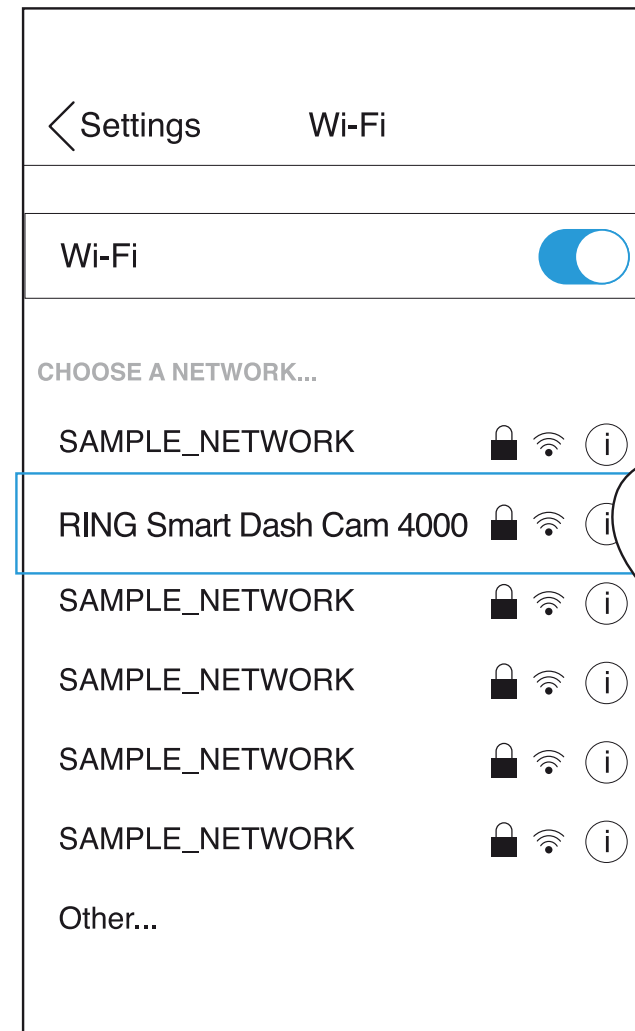 Settings Wi-Fi
Wi-Fi
CHOOSE A NETWORK...
SAMPLE_NETWORK i
RING Smart Dash Cam 4000 i
SAMPLE_NETWORK i
SAMPLE_NETWORK i
SAMPLE_NETWORK i
SAMPLE_NETWORK i
Other...